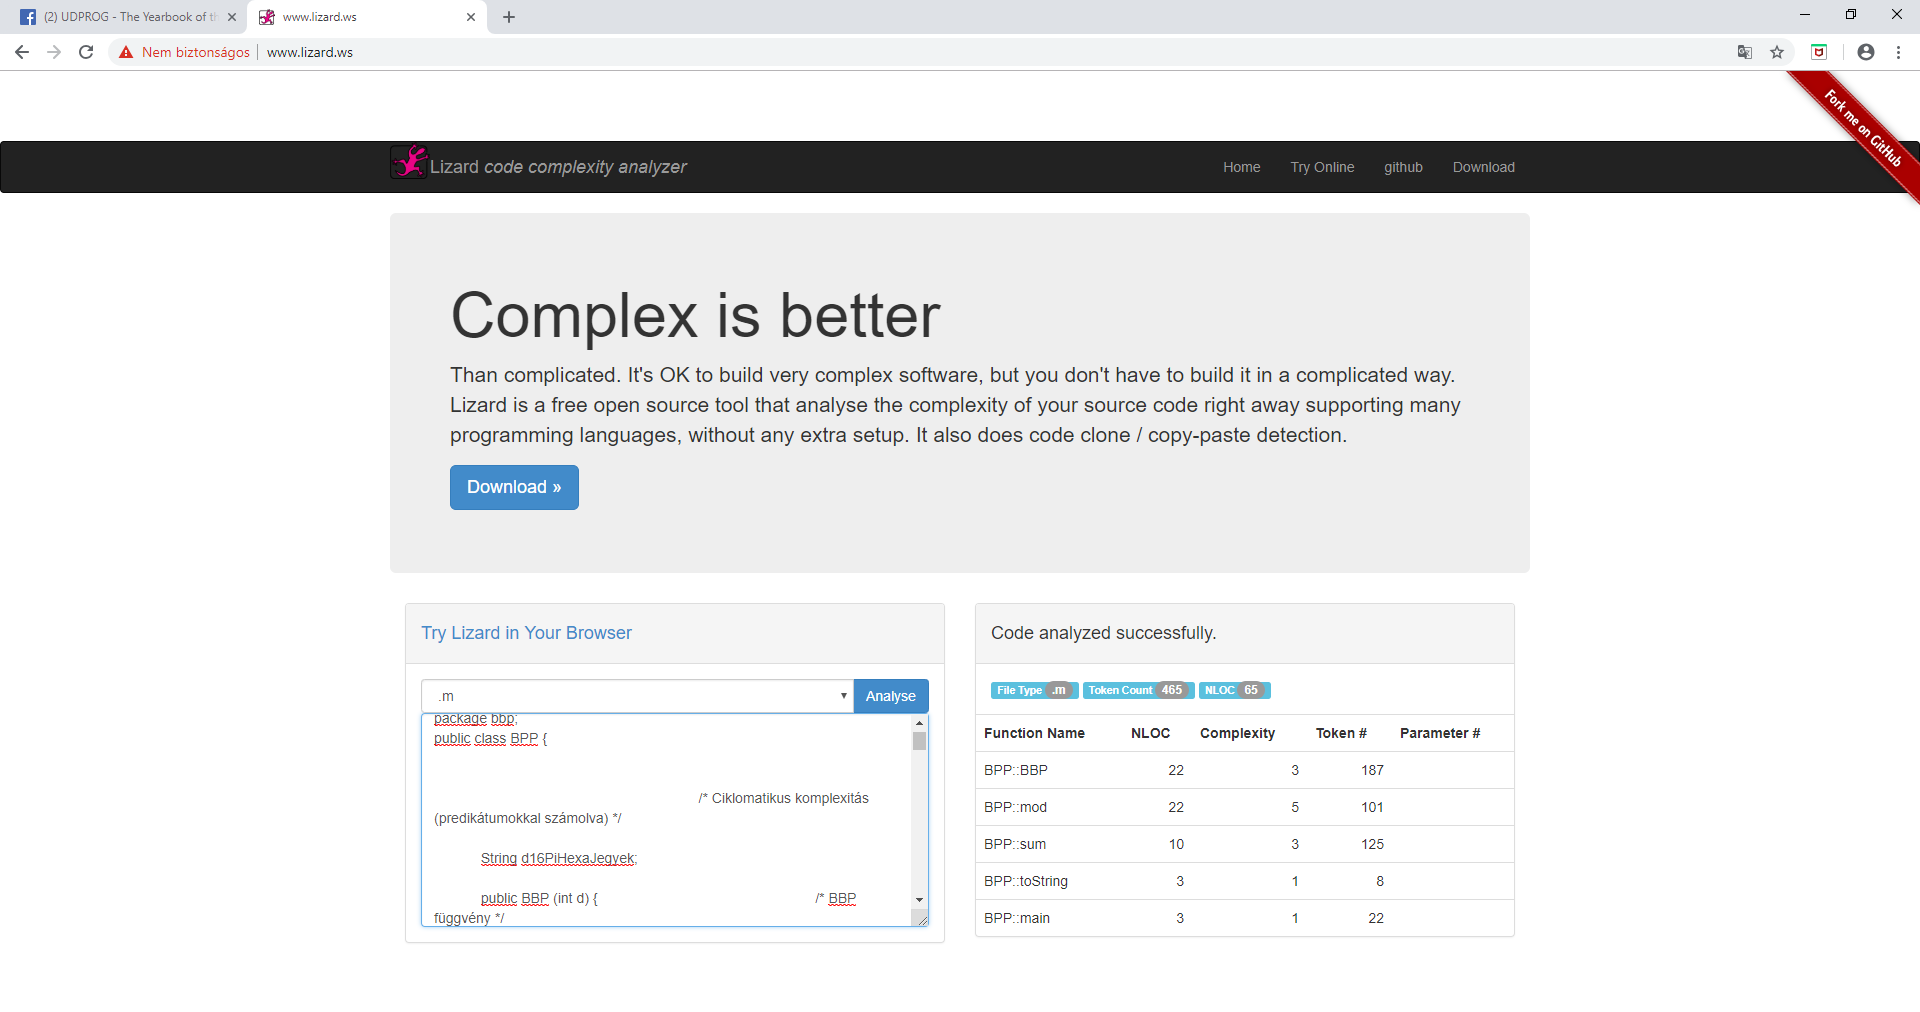 (2) UDPROG - The Yearbook of th
www.lizard.ws
Nem biztonságos
www.lizard.ws
Fork me on GitHub
Lizard code complexity analyzer
Home
Try Online
github
Download
Complex is better
Than complicated. It's OK to build very complex software, but you don't have to build it in a complicated way.
Lizard is a free open source tool that analyse the complexity of your source code right away supporting many
programming languages, without any extra setup. It also does code clone / copy-paste detection.
Download »
Try Lizard in Your Browser
.m
Analyse
package bbp;
public class BPP {
/* Ciklomatikus komplexitás
(predikátumokkal számolva) */
String d16PiHexaJegyek;
public BBP (int d) { /* BBP
függvény */
Code analyzed successfully.
File Type .m Token Count 465 NLOC 65
Function Name NLOC Complexity Token # Parameter #
BPP::BBP 22 3 187
BPP::mod 22 5 101
BPP::sum 10 3 125
BPP::toString 3 1 8
BPP::main 3 1 22